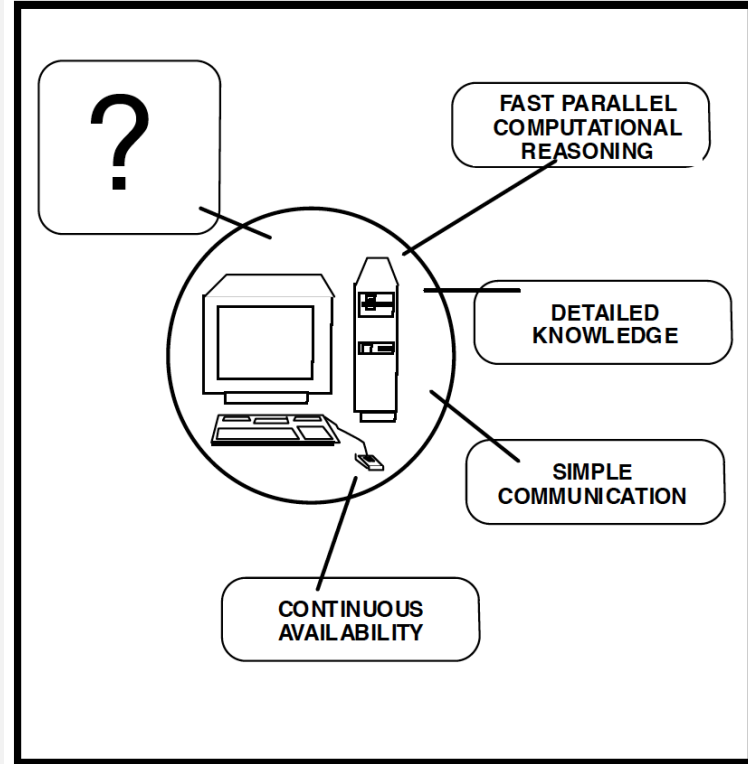 ?
FAST PARALLEL
COMPUTATIONAL
REASONING
DETAILED
KNOWLEDGE
SIMPLE
COMMUNICATION
CONTINUOUS
AVAILABILITY